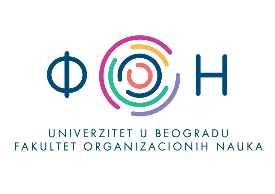 ФОН
UNIVERZITET U BEOGRADU
FAKULTET ORGANIZACIONIH NAUKA